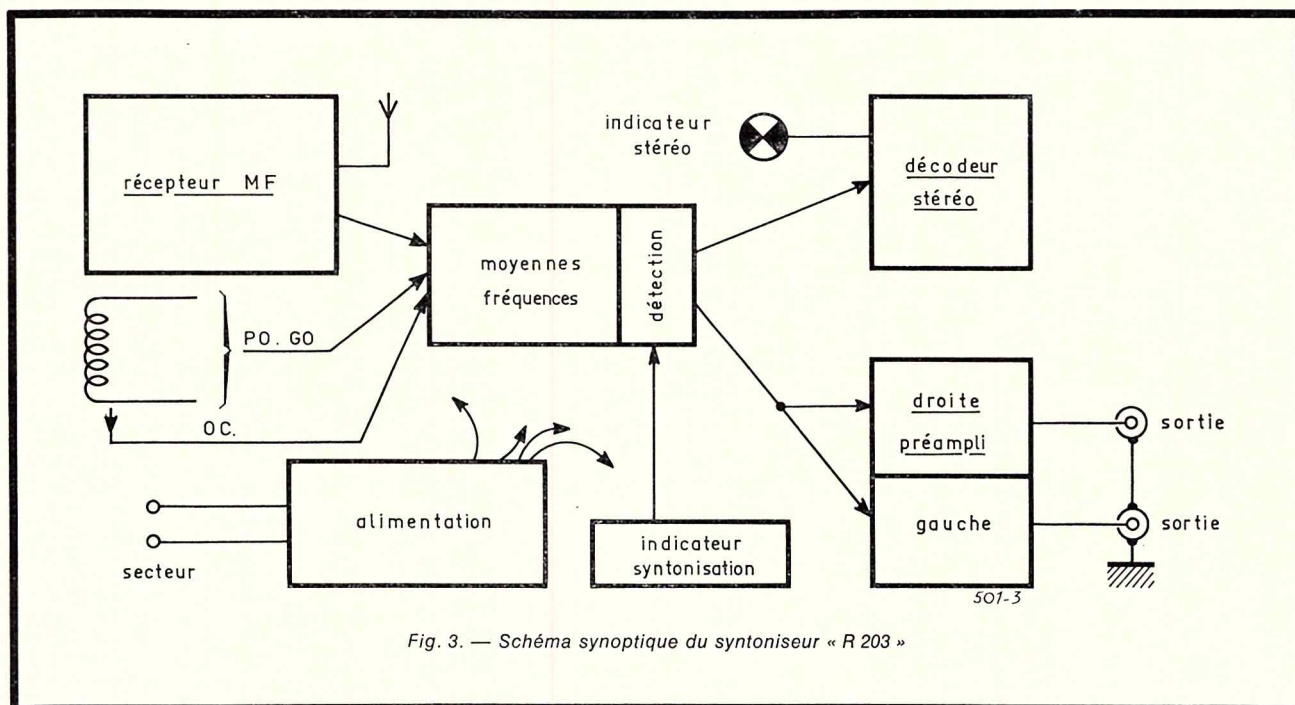 récepteur MF
indicateur
stéréo
décodeur
stéréo
moyennes
fréquences
détection
PO. GO
OC.
droite
préampli
sortie
gauche
sortie
alimentation
secteur
indicateur
syntonisation
501-3
Fig. 3. — Schéma synoptique du syntoniseur « R 203 »